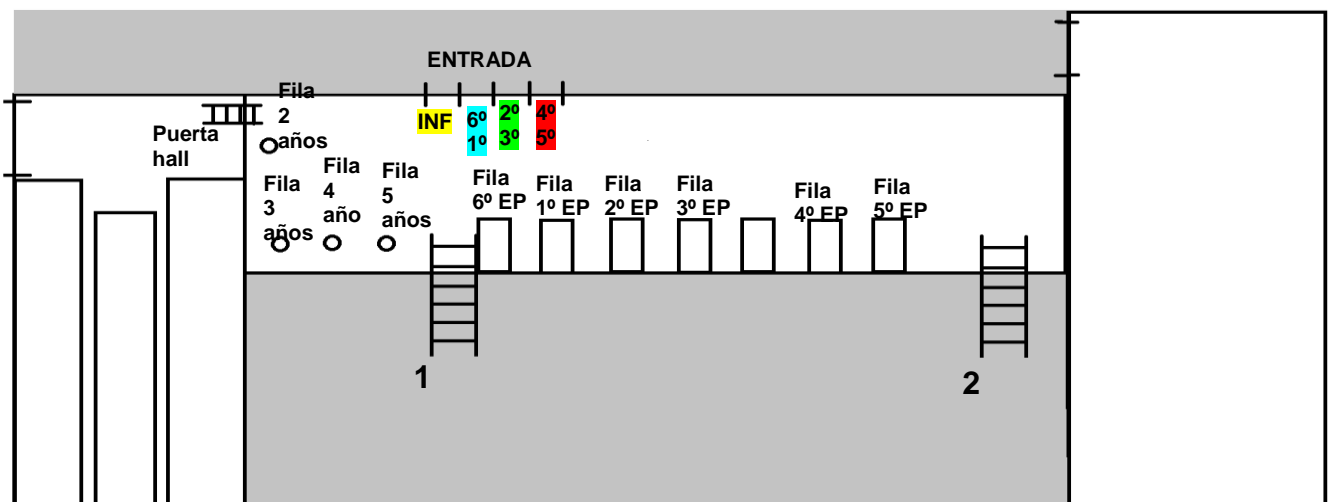 ENTRADA
Fila
2
años
INF
6º
1º
2º
3º
4º
5º
Puerta
hall
Fila
3
años
Fila
4
año
Fila
5
años
Fila
6º EP
Fila
1º EP
Fila
2º EP
Fila
3º EP
Fila
4º EP
Fila
5º EP
1
2